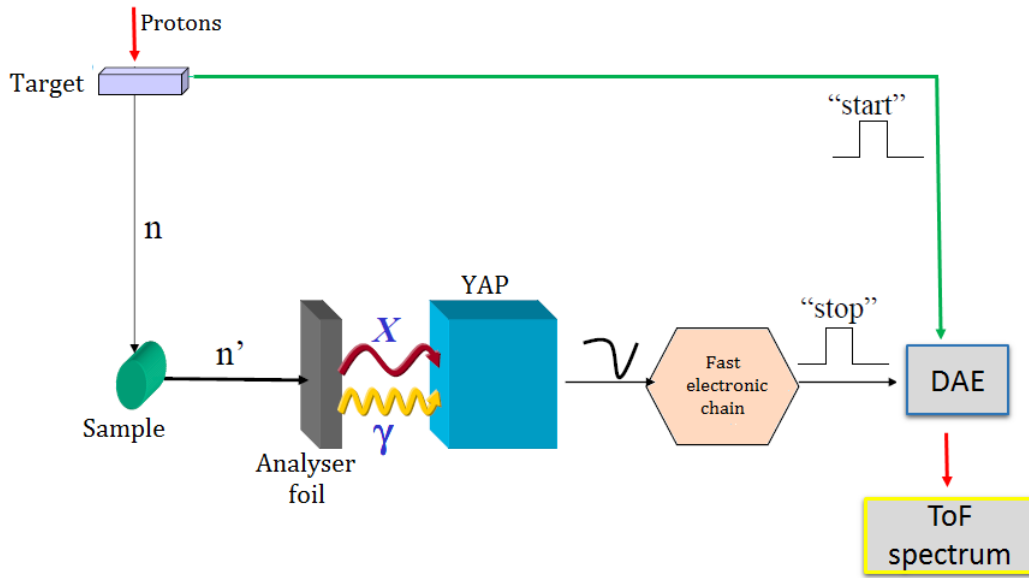 Protons
Target
“start”
n
YAP
X
“stop”
n’
Fast
electronic
chain
DAE
γ
Sample
Analyser
foil
ToF
spectrum